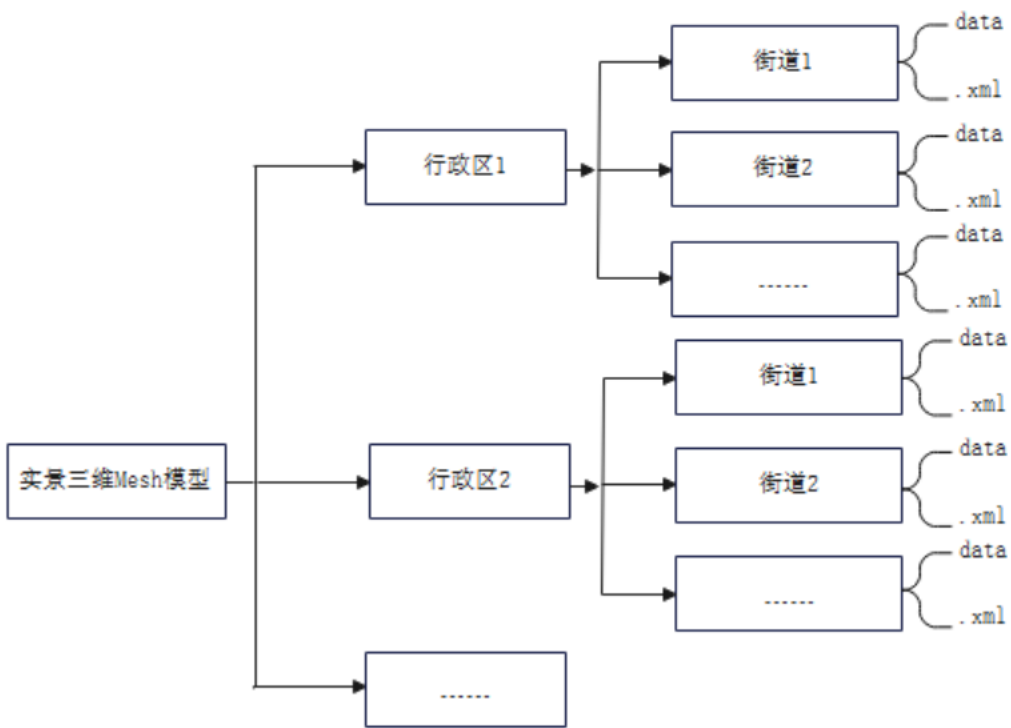 data
街道1
.xml
data
行政区1
街道2
.xml
data
------
.xml
data
街道1
.xml
data
实景三维Mesh模型
行政区2
街道2
.xml
data
------
.xml
------